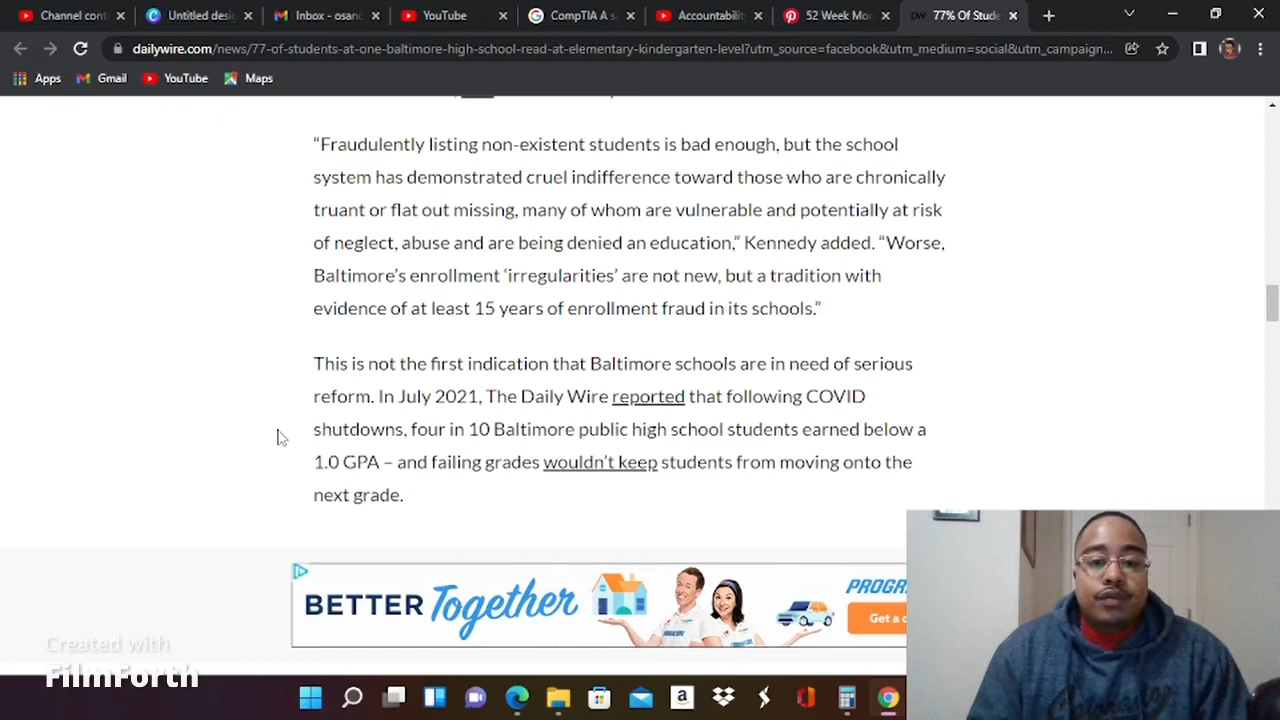 Channel cont
Untitled desi
Inbox - osan
YouTube
CompTIA A s
Accountability
52 Week Mon
77% Of Stude
dailywire.com/news/77-of-students-at-one-baltimore-high-school-read-at-elementary-kindergarten-level?utm_source=facebook&utm_medium=social&utm_campaign...
Apps
Gmail
YouTube
Maps
“Fraudulently listing non-existent students is bad enough, but the school
system has demonstrated cruel indifference toward those who are chronically
truant or flat out missing, many of whom are vulnerable and potentially at risk
of neglect, abuse and are being denied an education,” Kennedy added. “Worse,
Baltimore’s enrollment ‘irregularities’ are not new, but a tradition with
evidence of at least 15 years of enrollment fraud in its schools.”
This is not the first indication that Baltimore schools are in need of serious
reform. In July 2021, The Daily Wire reported that following COVID
shutdowns, four in 10 Baltimore public high school students earned below a
1.0 GPA – and failing grades wouldn’t keep students from moving onto the
next grade.
BETTER Together
PROGR
Get a
Created with
FilmForth